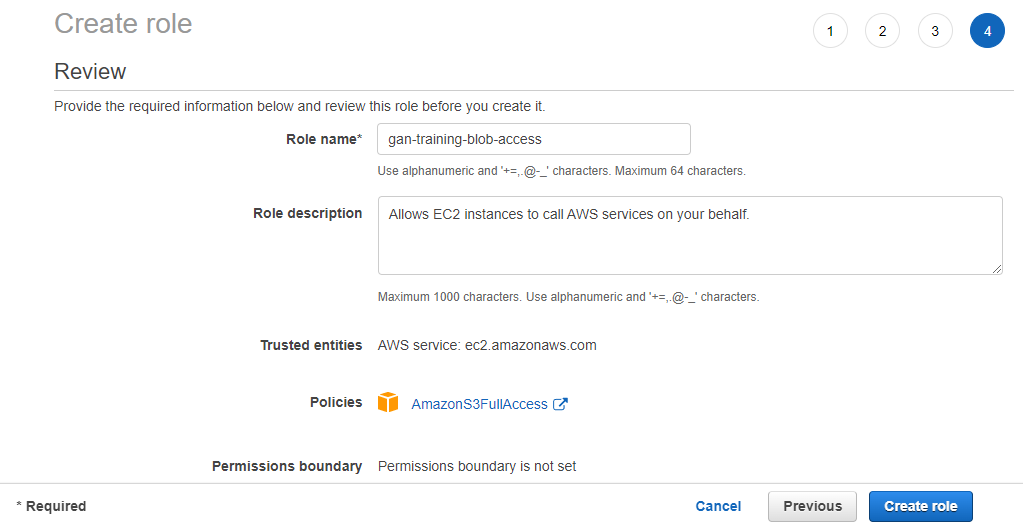 Create role
1 2 3 4
Review
Provide the required information below and review this role before you create it.
Role name* gan-training-blob-access
Use alphanumeric and '+=,.@-_' characters. Maximum 64 characters.
Role description Allows EC2 instances to call AWS services on your behalf.
Maximum 1000 characters. Use alphanumeric and '+=,.@-_' characters.
Trusted entities AWS service: ec2.amazonaws.com
Policies AmazonS3FullAccess
Permissions boundary Permissions boundary is not set
* Required Cancel Previous Create role